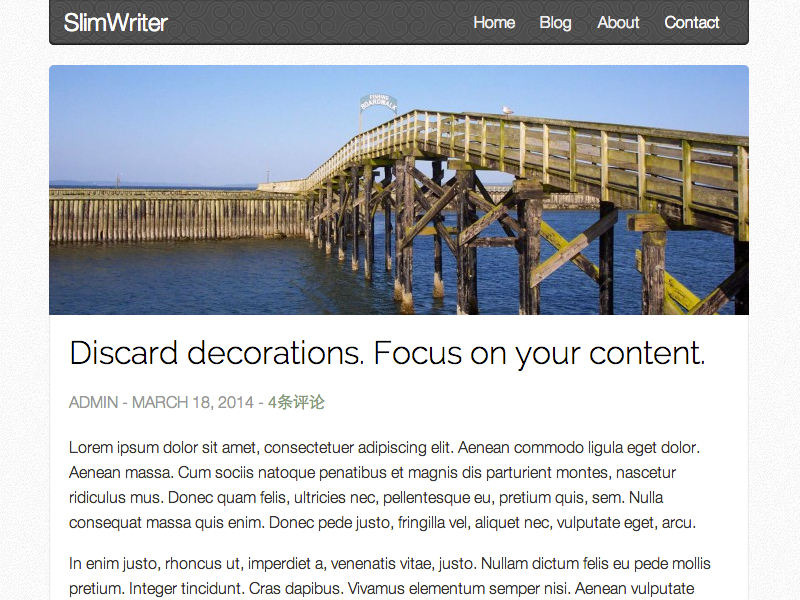 SlimWriter
Home Blog About Contact
FISHING
BOARDWALK
Discard decorations. Focus on your content.
ADMIN - MARCH 18, 2014 - 4条评论
Lorem ipsum dolor sit amet, consectetuer adipiscing elit. Aenean commodo ligula eget dolor.
Aenean massa. Cum sociis natoque penatibus et magnis dis parturient montes, nascetur
ridiculus mus. Donec quam felis, ultricies nec, pellentesque eu, pretium quis, sem. Nulla
consequat massa quis enim. Donec pede justo, fringilla vel, aliquet nec, vulputate eget, arcu.
In enim justo, rhoncus ut, imperdiet a, venenatis vitae, justo. Nullam dictum felis eu pede mollis
pretium. Integer tincidunt. Cras dapibus. Vivamus elementum semper nisi. Aenean vulputate